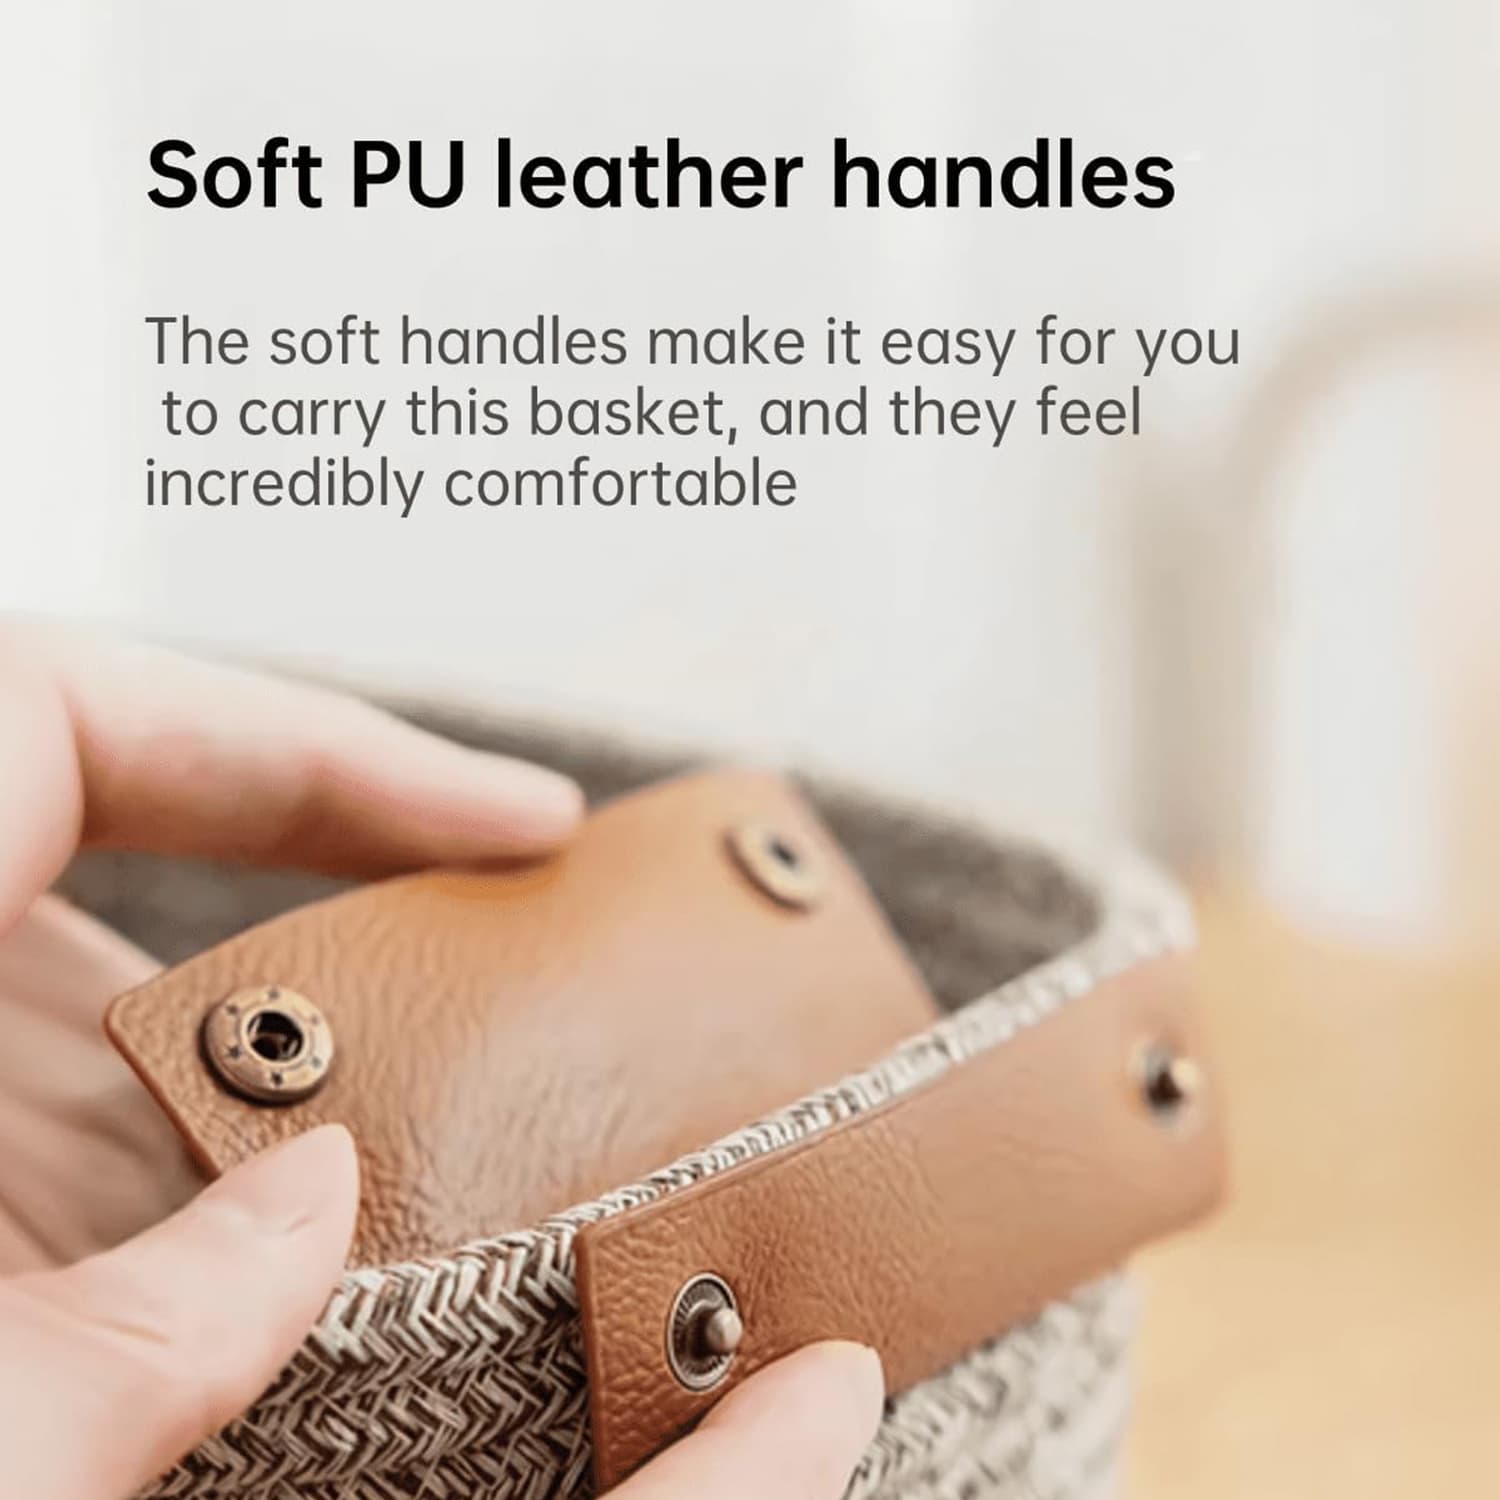 Soft PU leather handles
The soft handles make it easy for you
to carry this basket, and they feel
incredibly comfortable